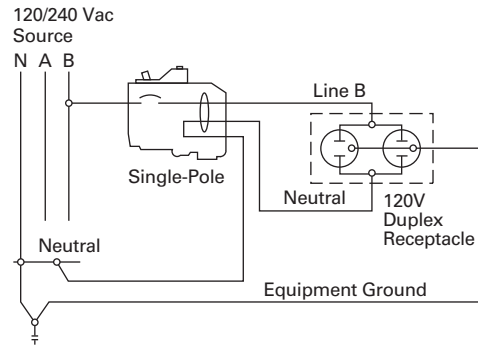 120/240 Vac
Source
N A B
Line B
Single-Pole
Neutral
120V
Duplex
Receptacle
Neutral
Equipment Ground